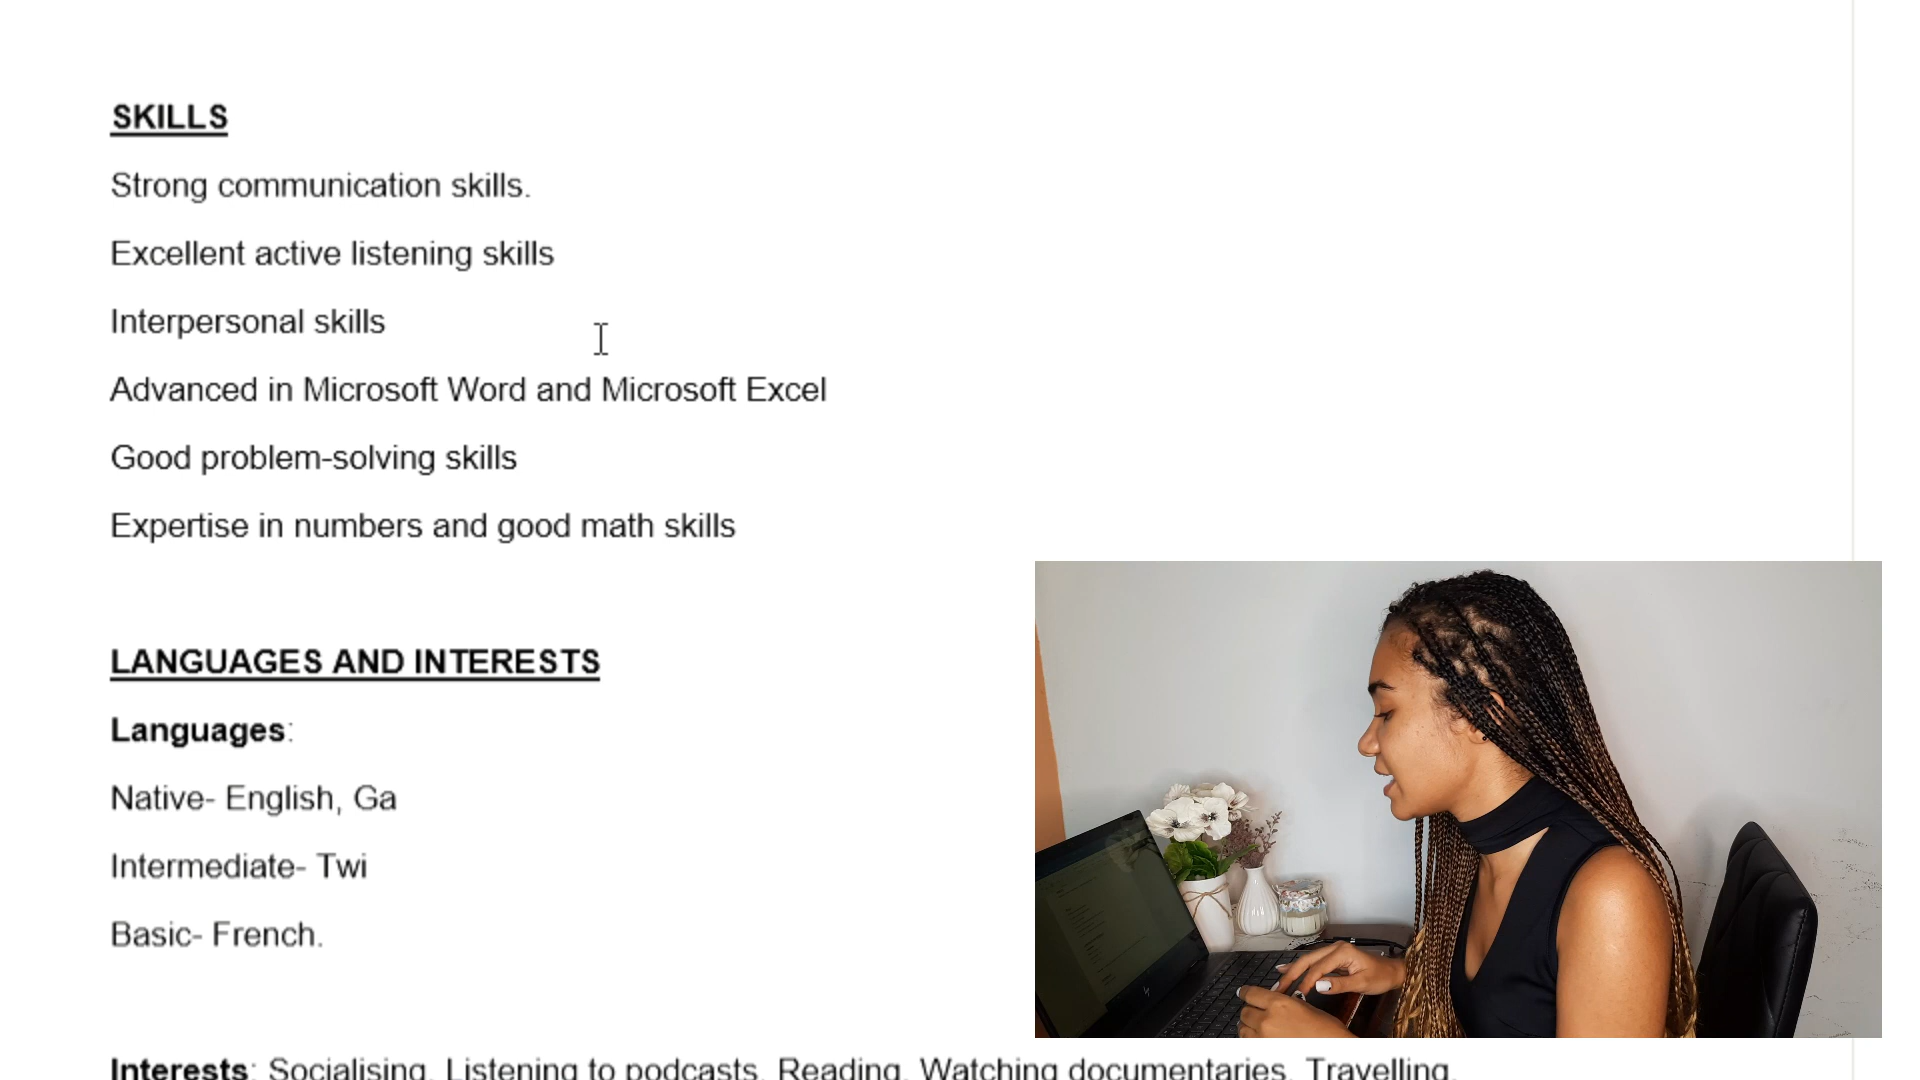 SKILLS
Strong communication skills.
Excellent active listening skills
Interpersonal skills
Advanced in Microsoft Word and Microsoft Excel
Good problem-solving skills
Expertise in numbers and good math skills
LANGUAGES AND INTERESTS
Languages:
Native- English, Ga
Intermediate- Twi
Basic- French.
Interests: Socialising, Listening to podcasts, Reading, Watching documentaries, Travelling.